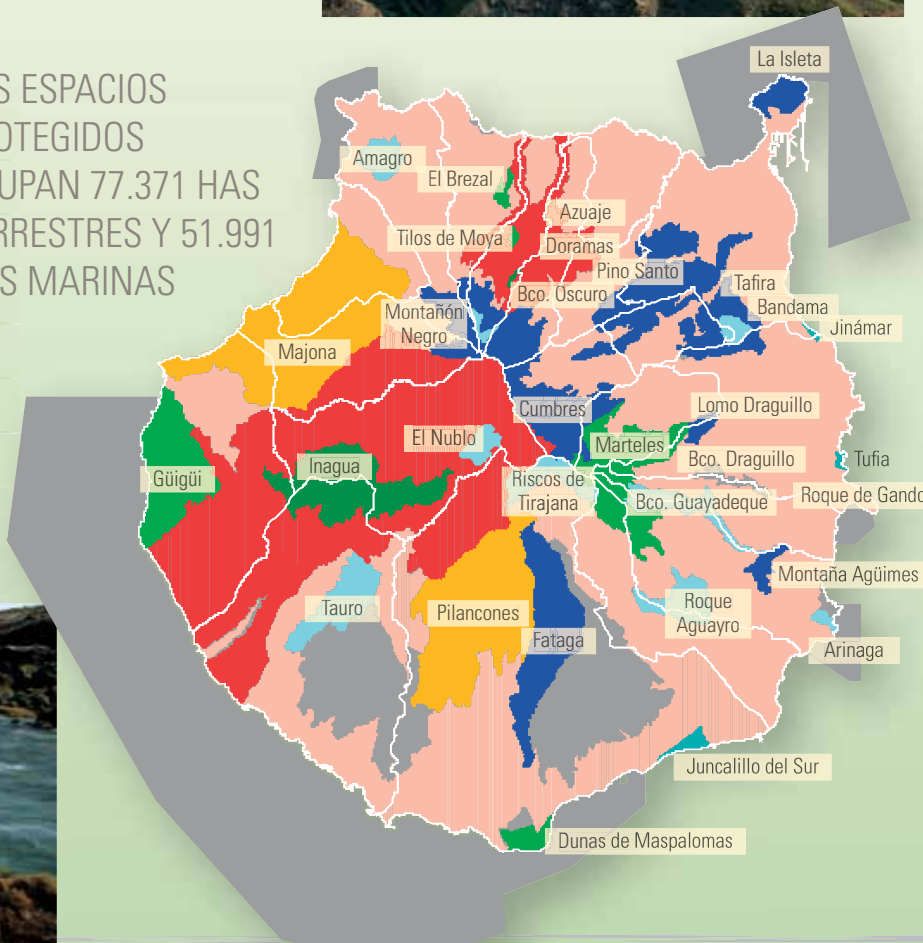 S ESPACIOS
OTEGIDOS
UPAN 77.371 HAS
RRESTRES Y 51.991
S MARINAS
La Isleta
Amagro
El Brezal
Azuaje
Tilos de Moya
Doramas
Pino Santo
Bco. Oscuro
Tafira
Bandama
Montañón
Negro
Jinámar
Majona
Cumbres
Lomo Draguillo
El Nublo
Marteles
Inagua
Bco. Draguillo
Tufia
Güigüi
Riscos de
Tirajana
Bco. Guayadeque
Roque de Gando
Montaña Agüimes
Tauro
Pilancones
Roque
Aguayro
Fataga
Arinaga
Juncalillo del Sur
Dunas de Maspalomas